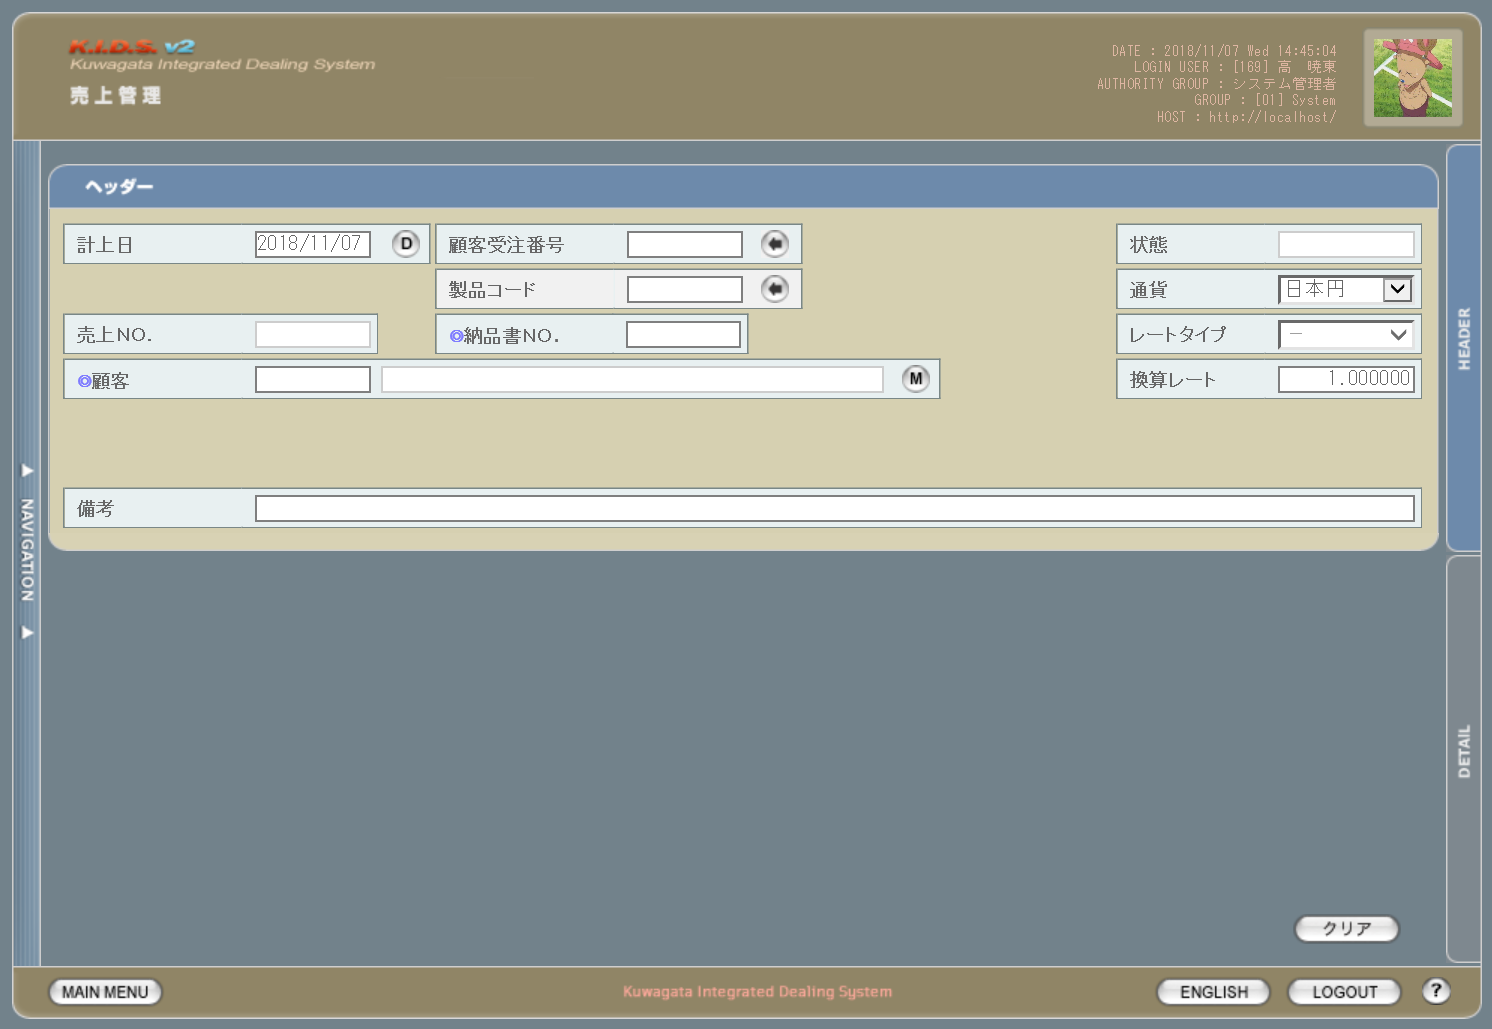 K.I.D.S. v2
Kuwagata Integrated Dealing System
売上管理
DATE : 2018/11/07 Wed 14:45:04
LOGIN USER : [169] 高　暁東
AUTHORITY GROUP : システム管理者
GROUP : [01] System
HOST : http://localhost/
ヘッダー
計上日 2018/11/07 D 顧客受注番号 状態
製品コード 通貨 日本円
売上NO. ◎納品書NO. レートタイプ －
◎顧客 M 換算レート 1.000000
備考
NAVIGATION
HEADER
DETAIL
クリア
MAIN MENU Kuwagata Integrated Dealing System ENGLISH LOGOUT ?